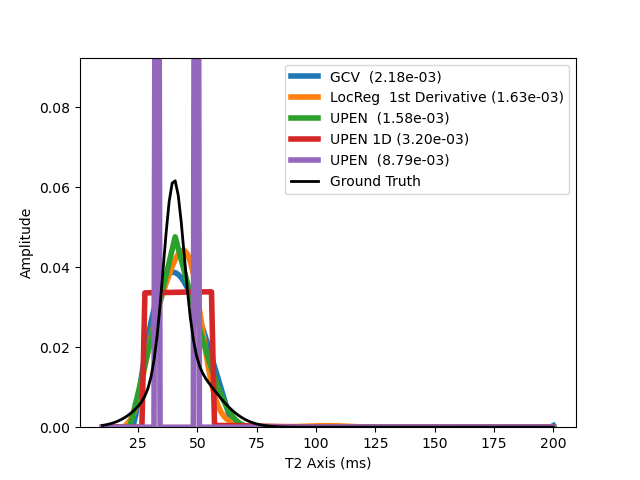 GCV (2.18e-03)
LocReg 1st Derivative (1.63e-03)
UPEN (1.58e-03)
UPEN 1D (3.20e-03)
UPEN (8.79e-03)
Ground Truth
Amplitude
0.08
0.06
0.04
0.02
0.00
25 50 75 100 125 150 175 200
T2 Axis (ms)